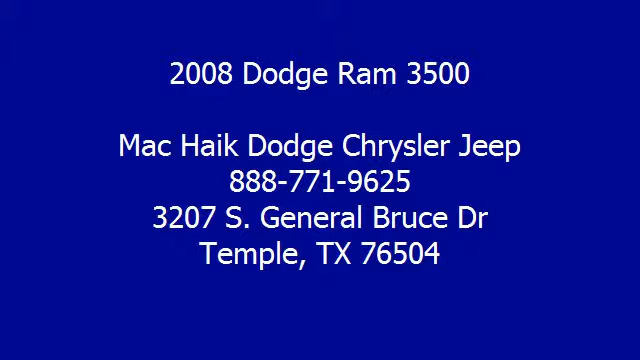 2008 Dodge Ram 3500
Mac Haik Dodge Chrysler Jeep
888-771-9625
3207 S. General Bruce Dr
Temple, TX 76504